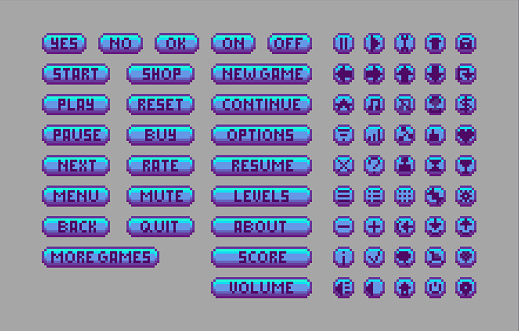 YES NO OK ON OFF
START SHOP NEW GAME
PLAY RESET CONTINUE
PAUSE BUY OPTIONS
NEXT RATE RESUME
MENU MUTE LEVELS
BACK QUIT ABOUT
MORE GAMES SCORE
VOLUME